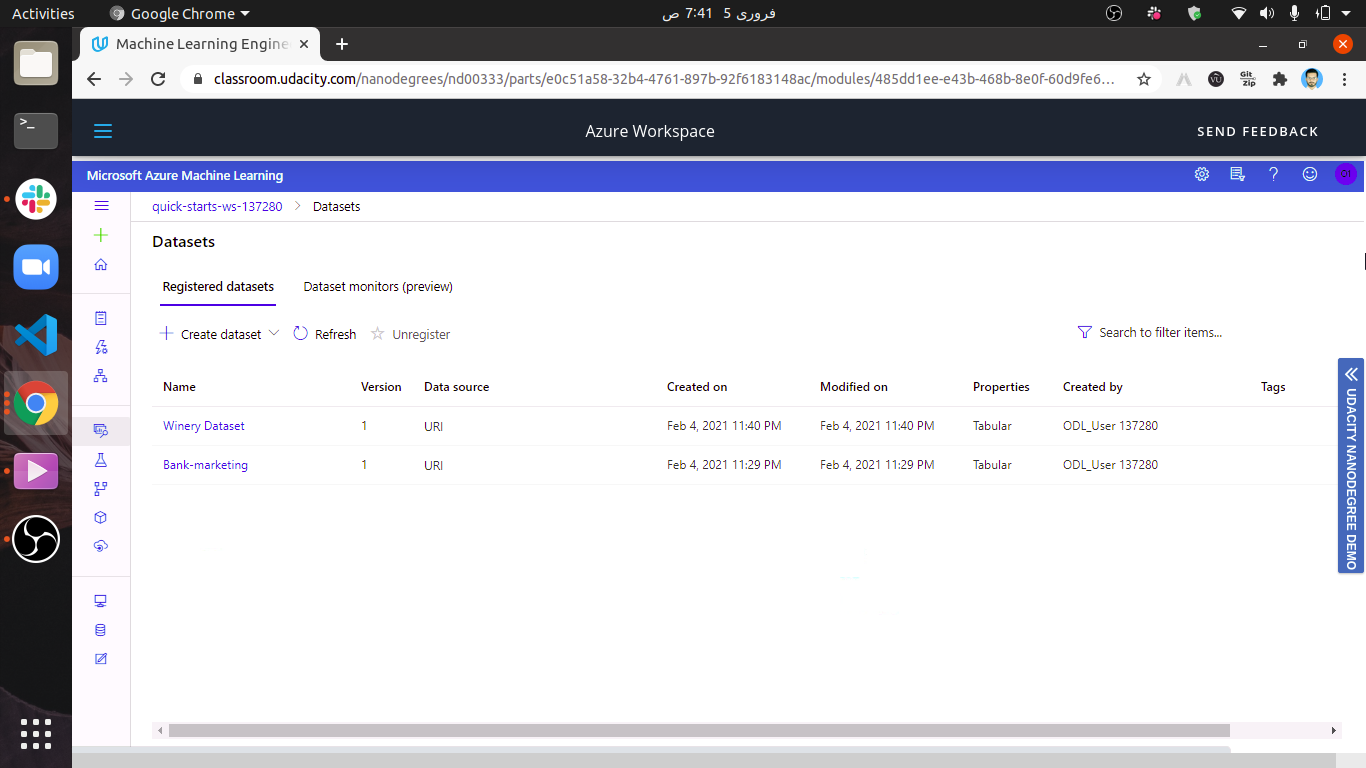 Activities Google Chrome فروری 5 7:41 ص
Machine Learning Engine
classroom.udacity.com/nanodegrees/nd00333/parts/e0c51a58-32b4-4761-897b-92f6183148ac/modules/485dd1ee-e43b-468b-8e0f-60d9fe6...
VU
Git
Zip
Azure Workspace SEND FEEDBACK
Microsoft Azure Machine Learning
quick-starts-ws-137280 > Datasets
Datasets
Registered datasets Dataset monitors (preview)
Create dataset Refresh Unregister Search to filter items...
Name Version Data source Created on Modified on Properties Created by Tags
Winery Dataset 1 URI Feb 4, 2021 11:40 PM Feb 4, 2021 11:40 PM Tabular ODL_User 137280
Bank-marketing 1 URI Feb 4, 2021 11:29 PM Feb 4, 2021 11:29 PM Tabular ODL_User 137280
UDACITY NANODEGREE DEMO